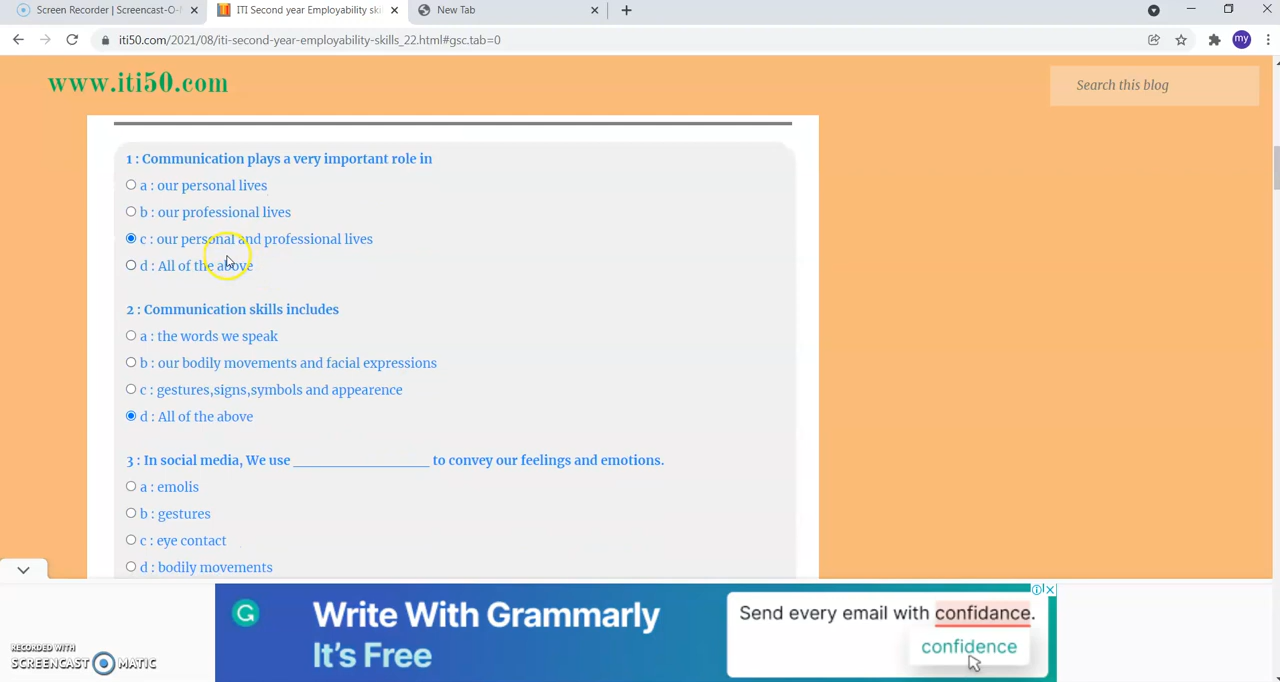 Screen Recorder | Screencast-O-
ITI Second year Employability ski
New Tab
iti50.com/2021/08/iti-second-year-employability-skills_22.html#gsc.tab=0
my
www.iti50.com
Search this blog
1 : Communication plays a very important role in
a : our personal lives
b : our professional lives
c : our personal and professional lives
d : All of the above
2 : Communication skills includes
a : the words we speak
b : our bodily movements and facial expressions
c : gestures,signs,symbols and appearence
d : All of the above
3 : In social media, We use _________________ to convey our feelings and emotions.
a : emolis
b : gestures
c : eye contact
d : bodily movements
G
Write With Grammarly
It's Free
Send every email with confidance.
confidence
RECORDED WITH
SCREENCAST MATIC